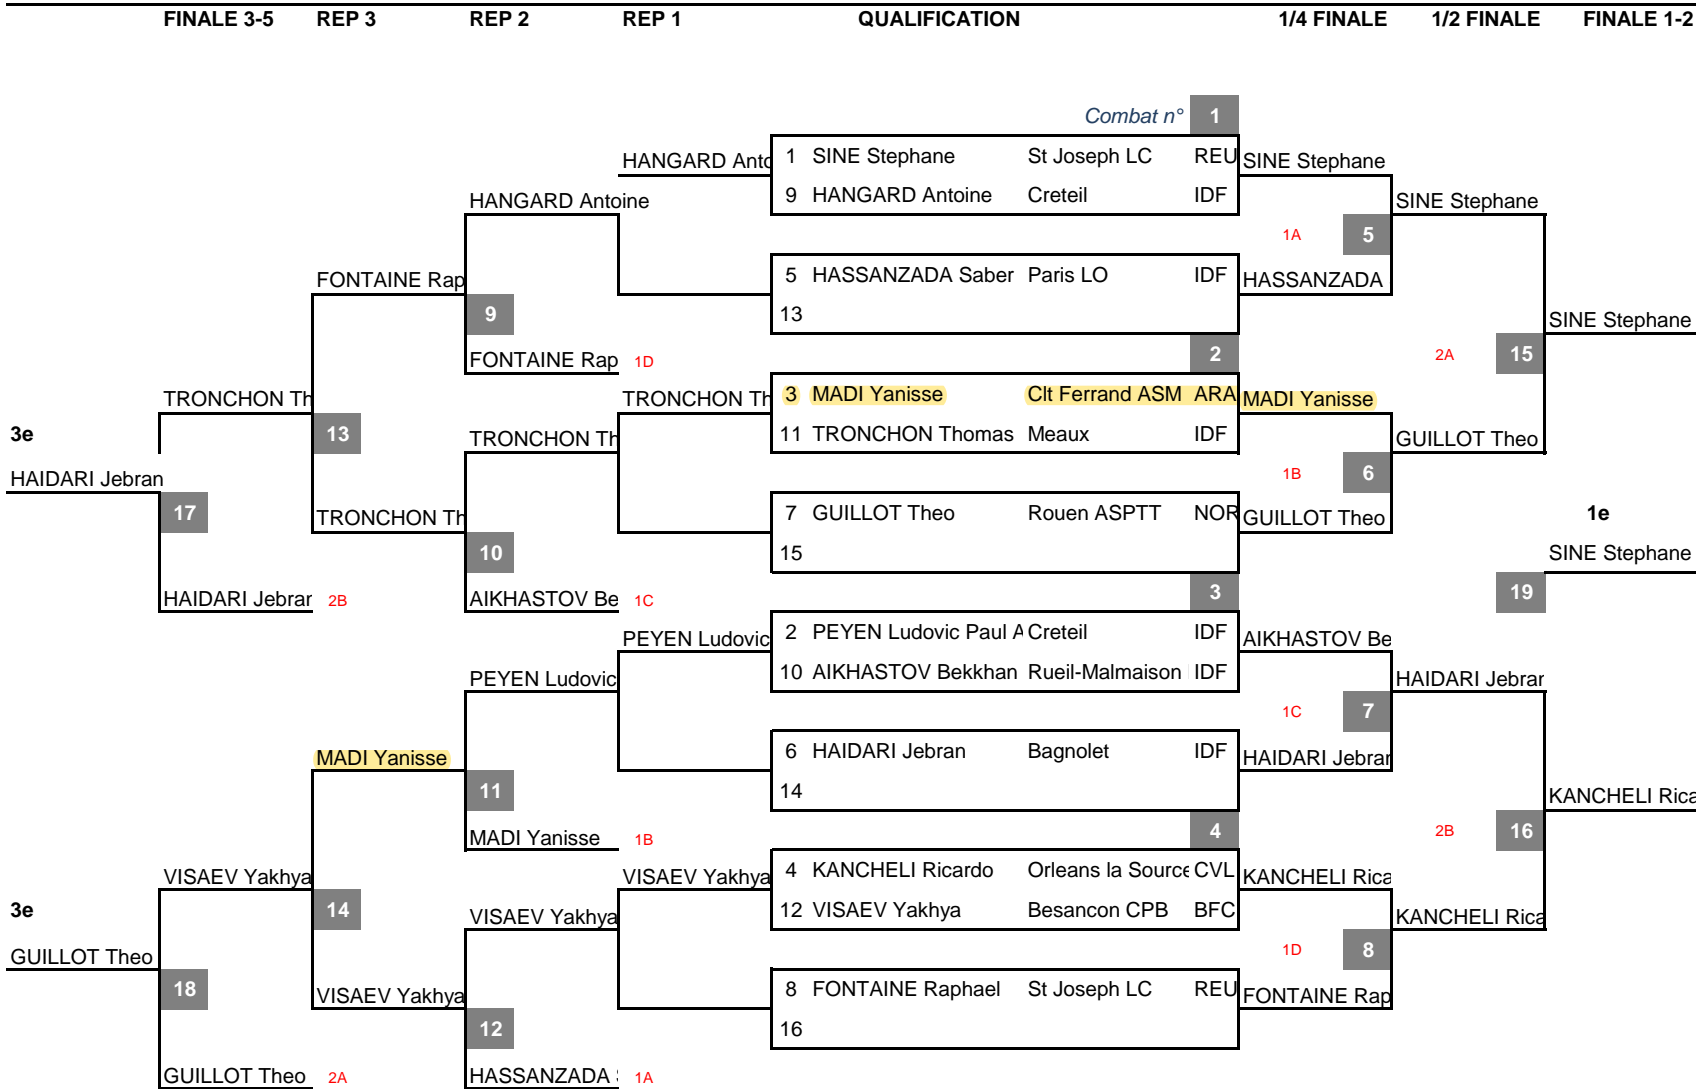 FINALE 3-5 REP 3 REP 2 REP 1 QUALIFICATION 1/4 FINALE 1/2 FINALE FINALE 1-2
Combat n° 1
HANGARD Anto 1 SINE Stephane St Joseph LC REU SINE Stephane
HANGARD Antoine 9 HANGARD Antoine Creteil IDF SINE Stephane
1A 5
FONTAINE Rap 5 HASSANZADA Saber Paris LO IDF HASSANZADA
9 13 SINE Stephane
FONTAINE Rap 1D 2 2A 15
TRONCHON Th TRONCHON Th 3 MADI Yanisse Clt Ferrand ASM ARA MADI Yanisse
3e 13 TRONCHON Th 11 TRONCHON Thomas Meaux IDF GUILLOT Theo
HAIDARI Jebran 1B 6
17 TRONCHON Th 7 GUILLOT Theo Rouen ASPTT NOR GUILLOT Theo 1e
10 15 SINE Stephane
HAIDARI Jebran 2B AIKHASTOV Be 1C 3 19
PEYEN Ludovic 2 PEYEN Ludovic Paul A Creteil IDF AIKHASTOV Be
PEYEN Ludovic 10 AIKHASTOV Bekkhan Rueil-Malmaison IDF HAIDARI Jebran
1C 7
MADI Yanisse 6 HAIDARI Jebran Bagnolet IDF HAIDARI Jebran
11 14 KANCHELI Rica
MADI Yanisse 1B 4 2B 16
VISAEV Yakhya VISAEV Yakhya 4 KANCHELI Ricardo Orleans la Source CVL KANCHELI Rica
3e 14 VISAEV Yakhya 12 VISAEV Yakhya Besancon CPB BFC KANCHELI Rica
GUILLOT Theo 1D 8
18 VISAEV Yakhya 8 FONTAINE Raphael St Joseph LC REU FONTAINE Rap
12 16
GUILLOT Theo 2A HASSANZADA 1A